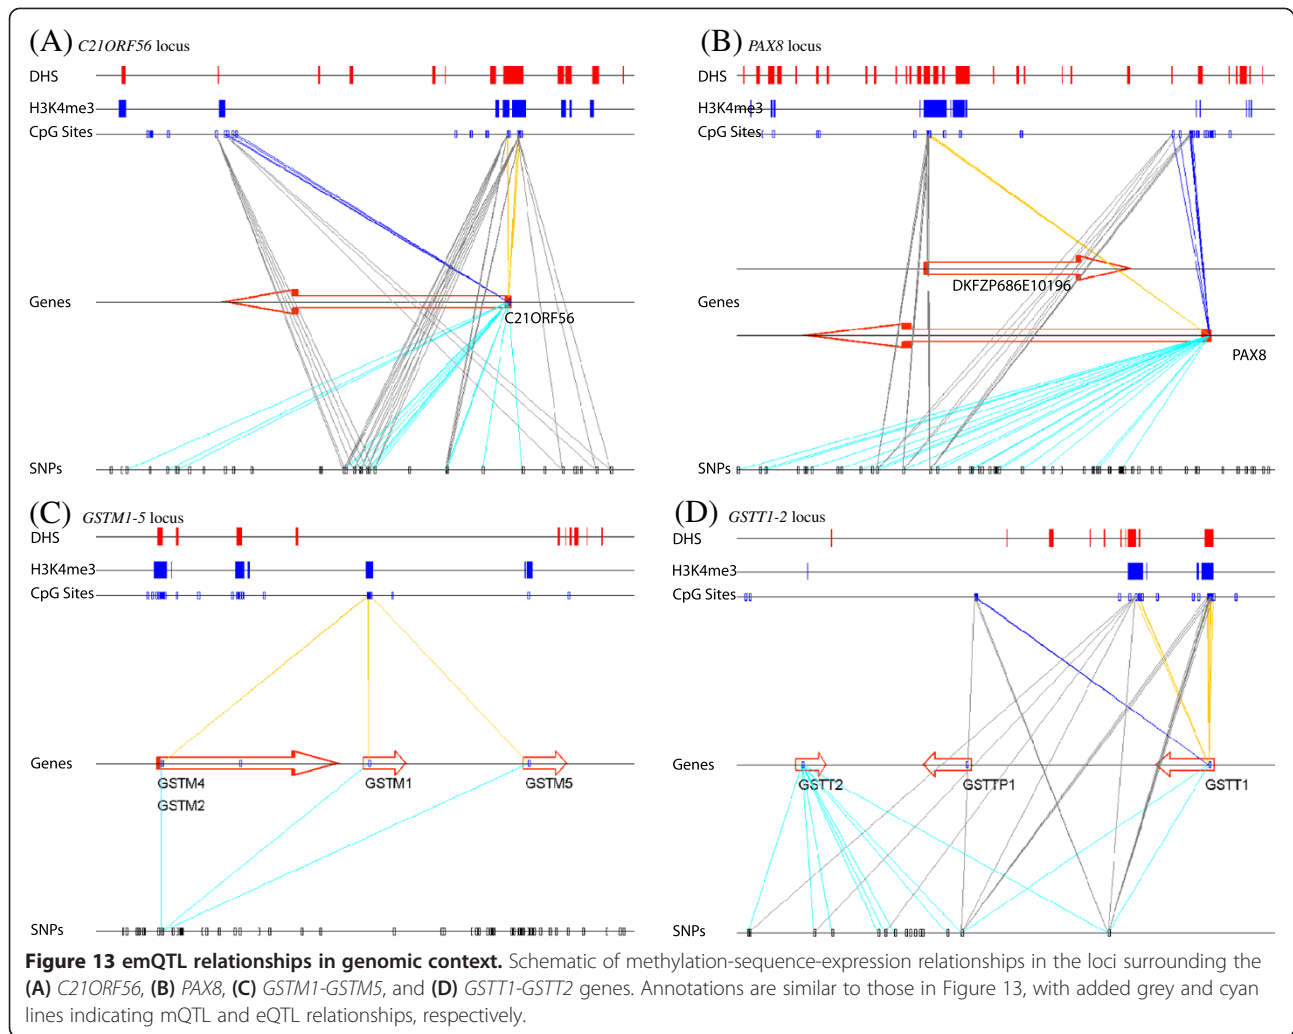 (A) C21ORF56 locus
DHS
H3K4me3
CpG Sites
Genes
C21ORF56
SNPs
(B) PAX8 locus
DHS
H3K4me3
CpG Sites
DKFZP686E10196
Genes
PAX8
SNPs
(C) GSTM1-5 locus
DHS
H3K4me3
CpG Sites
Genes
GSTM4
GSTM2
GSTM1
GSTM5
SNPs
(D) GSTT1-2 locus
DHS
H3K4me3
CpG Sites
Genes
GSTT2
GSTTP1
GSTT1
SNPs
Figure 13 emQTL relationships in genomic context. Schematic of methylation-sequence-expression relationships in the loci surrounding the
(A) C21ORF56, (B) PAX8, (C) GSTM1-GSTM5, and (D) GSTT1-GSTT2 genes. Annotations are similar to those in Figure 13, with added grey and cyan
lines indicating mQTL and eQTL relationships, respectively.